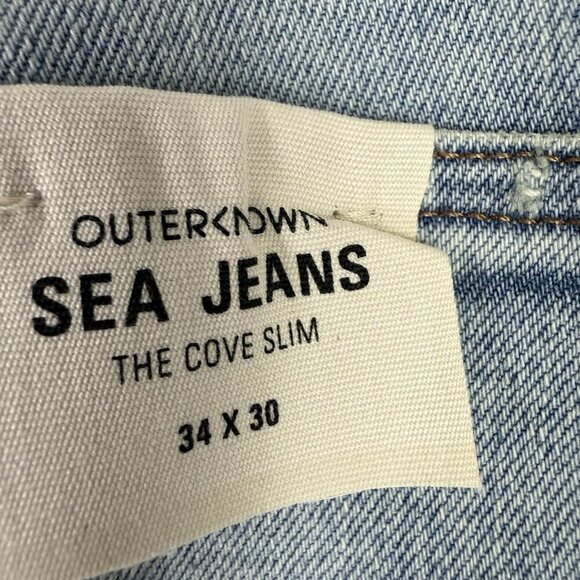 OUTERKNOWN
SEA JEANS
THE COVE SLIM
34 X 30